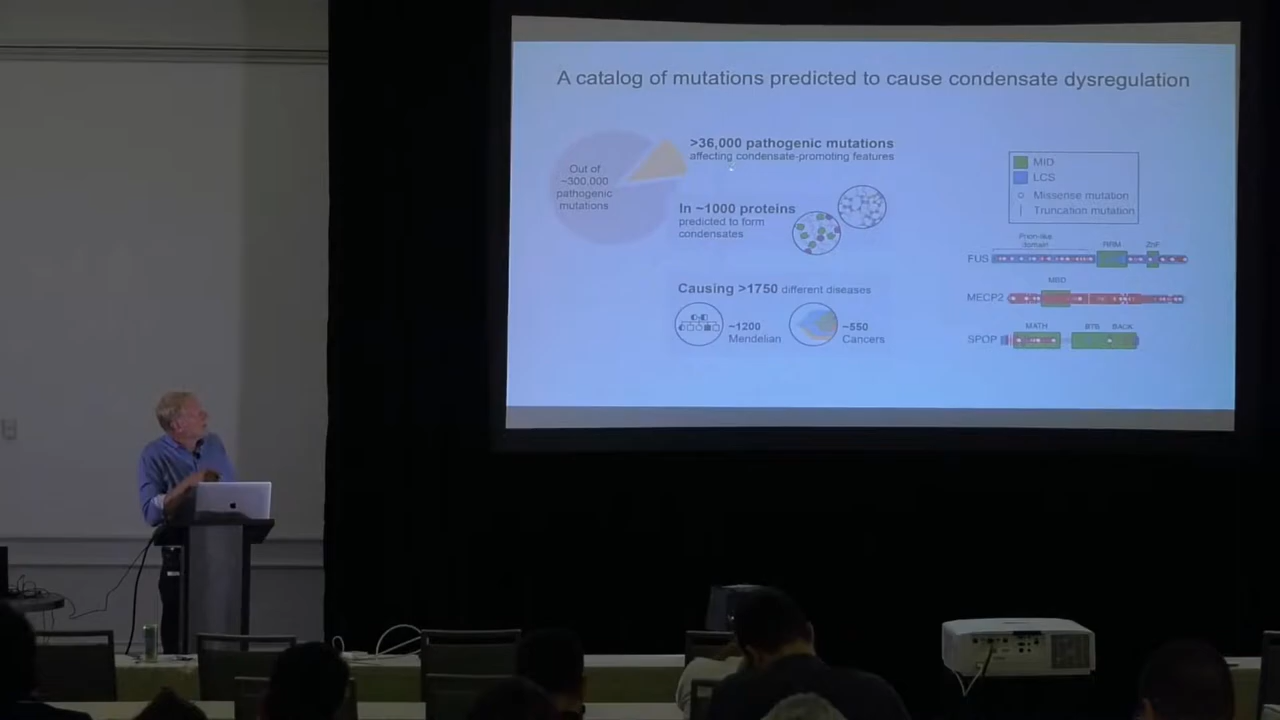 A catalog of mutations predicted to cause condensate dysregulation
Out of
~300,000
pathogenic
mutations
>36,000 pathogenic mutations
affecting condensate-promoting features
In ~1000 proteins
predicted to form
condensates
Causing >1750 different diseases
~1200
Mendelian
~550
Cancers
MID
LCS
Missense mutation
Truncation mutation
Prion-like
domain
RRM
ZnF
FUS
MBD
MECP2
MATH
BTB
BACK
SPOP